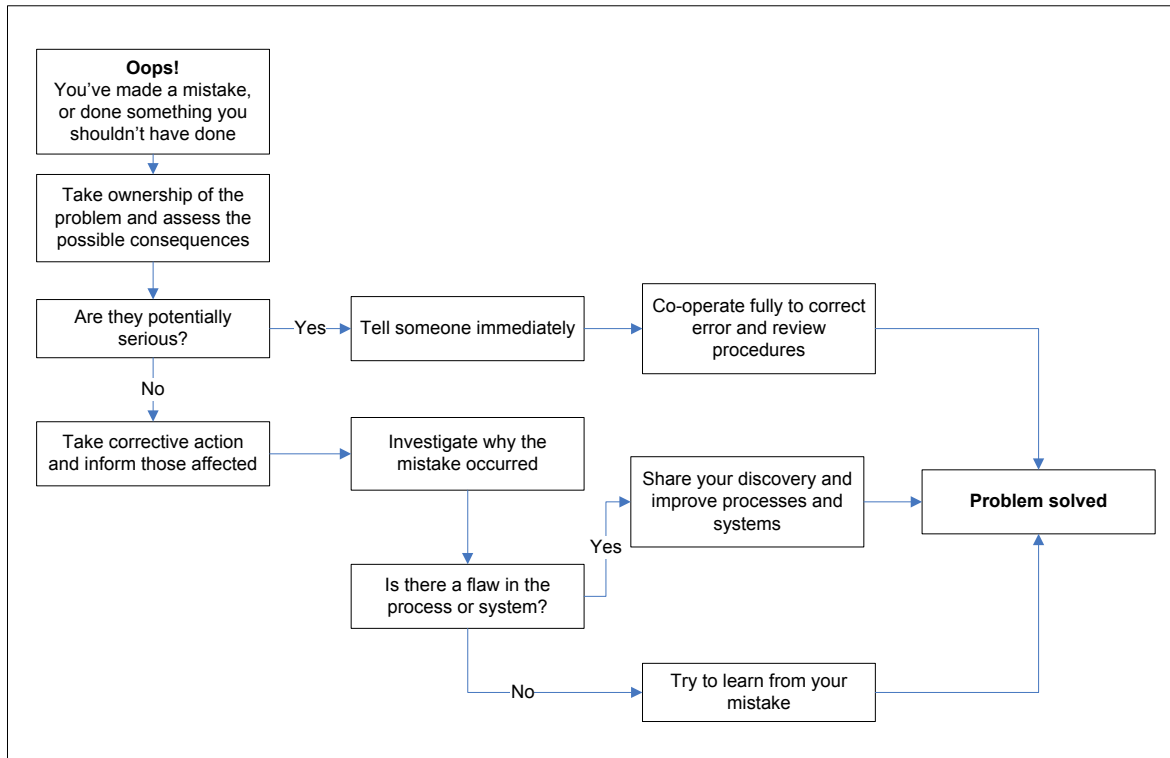 Oops!
You’ve made a mistake,
or done something you
shouldn’t have done
Take ownership of the
problem and assess the
possible consequences
Are they potentially
serious?
Yes
Tell someone immediately
Co-operate fully to correct
error and review
procedures
No
Take corrective action
and inform those affected
Investigate why the
mistake occurred
Share your discovery and
improve processes and
systems
Problem solved
Yes
Is there a flaw in the
process or system?
No
Try to learn from your
mistake